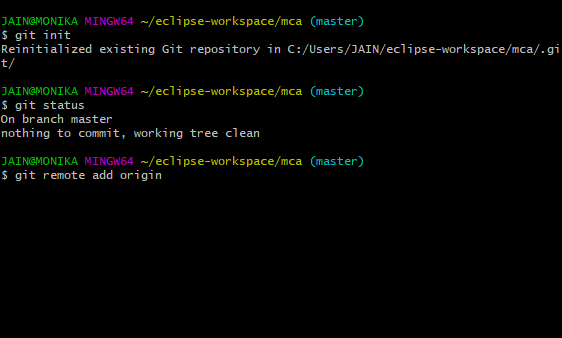 JAIN@MONIKA MINGW64 ~/eclipse-workspace/mca (master)
$ git init
Reinitialized existing Git repository in C:/Users/JAIN/eclipse-workspace/mca/.gi
t/
JAIN@MONIKA MINGW64 ~/eclipse-workspace/mca (master)
$ git status
On branch master
nothing to commit, working tree clean
JAIN@MONIKA MINGW64 ~/eclipse-workspace/mca (master)
$ git remote add origin